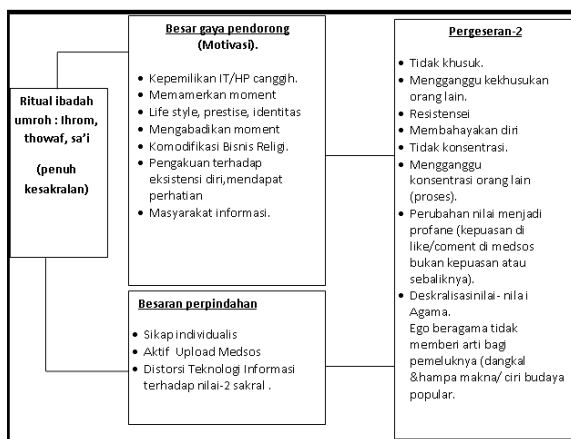 Ritual ibadah
umroh : Ihrom,
thowaf, sa’i
(penuh
kesakralan)
Besar gaya pendorong
(Motivasi).
• Kepemilikan IT/HP canggih.
• Memamerkan moment
• Life style, prestise, identitas
• Mengabadikan moment
• Komodifikasi Bisnis Religi.
• Pengakuan terhadap
eksistensi diri,mendapat
perhatian
• Masyarakat informasi.
Besaran perpindahan
• Sikap individualis
• Aktif Upload Medsos
• Distorsi Teknologi Informasi
terhadap nilai-2 sakral .
Pergeseran-2
• Tidak khusuk.
• Mengganggu kekhusukan
orang lain.
• Resistensei
• Membahayakan diri
• Tidak konsentrasi.
• Mengganggu
konsentrasi orang lain
(proses).
• Perubahan nilai menjadi
profane (kepuasan di
like/coment di medsos
bukan kepuasan atau
sebaliknya).
• Deskralisasinilai- nilai
Agama.
Ego beragama tidak
memberi arti bagi
pemeluknya (dangkal
&hampa makna/ ciri budaya
popular.